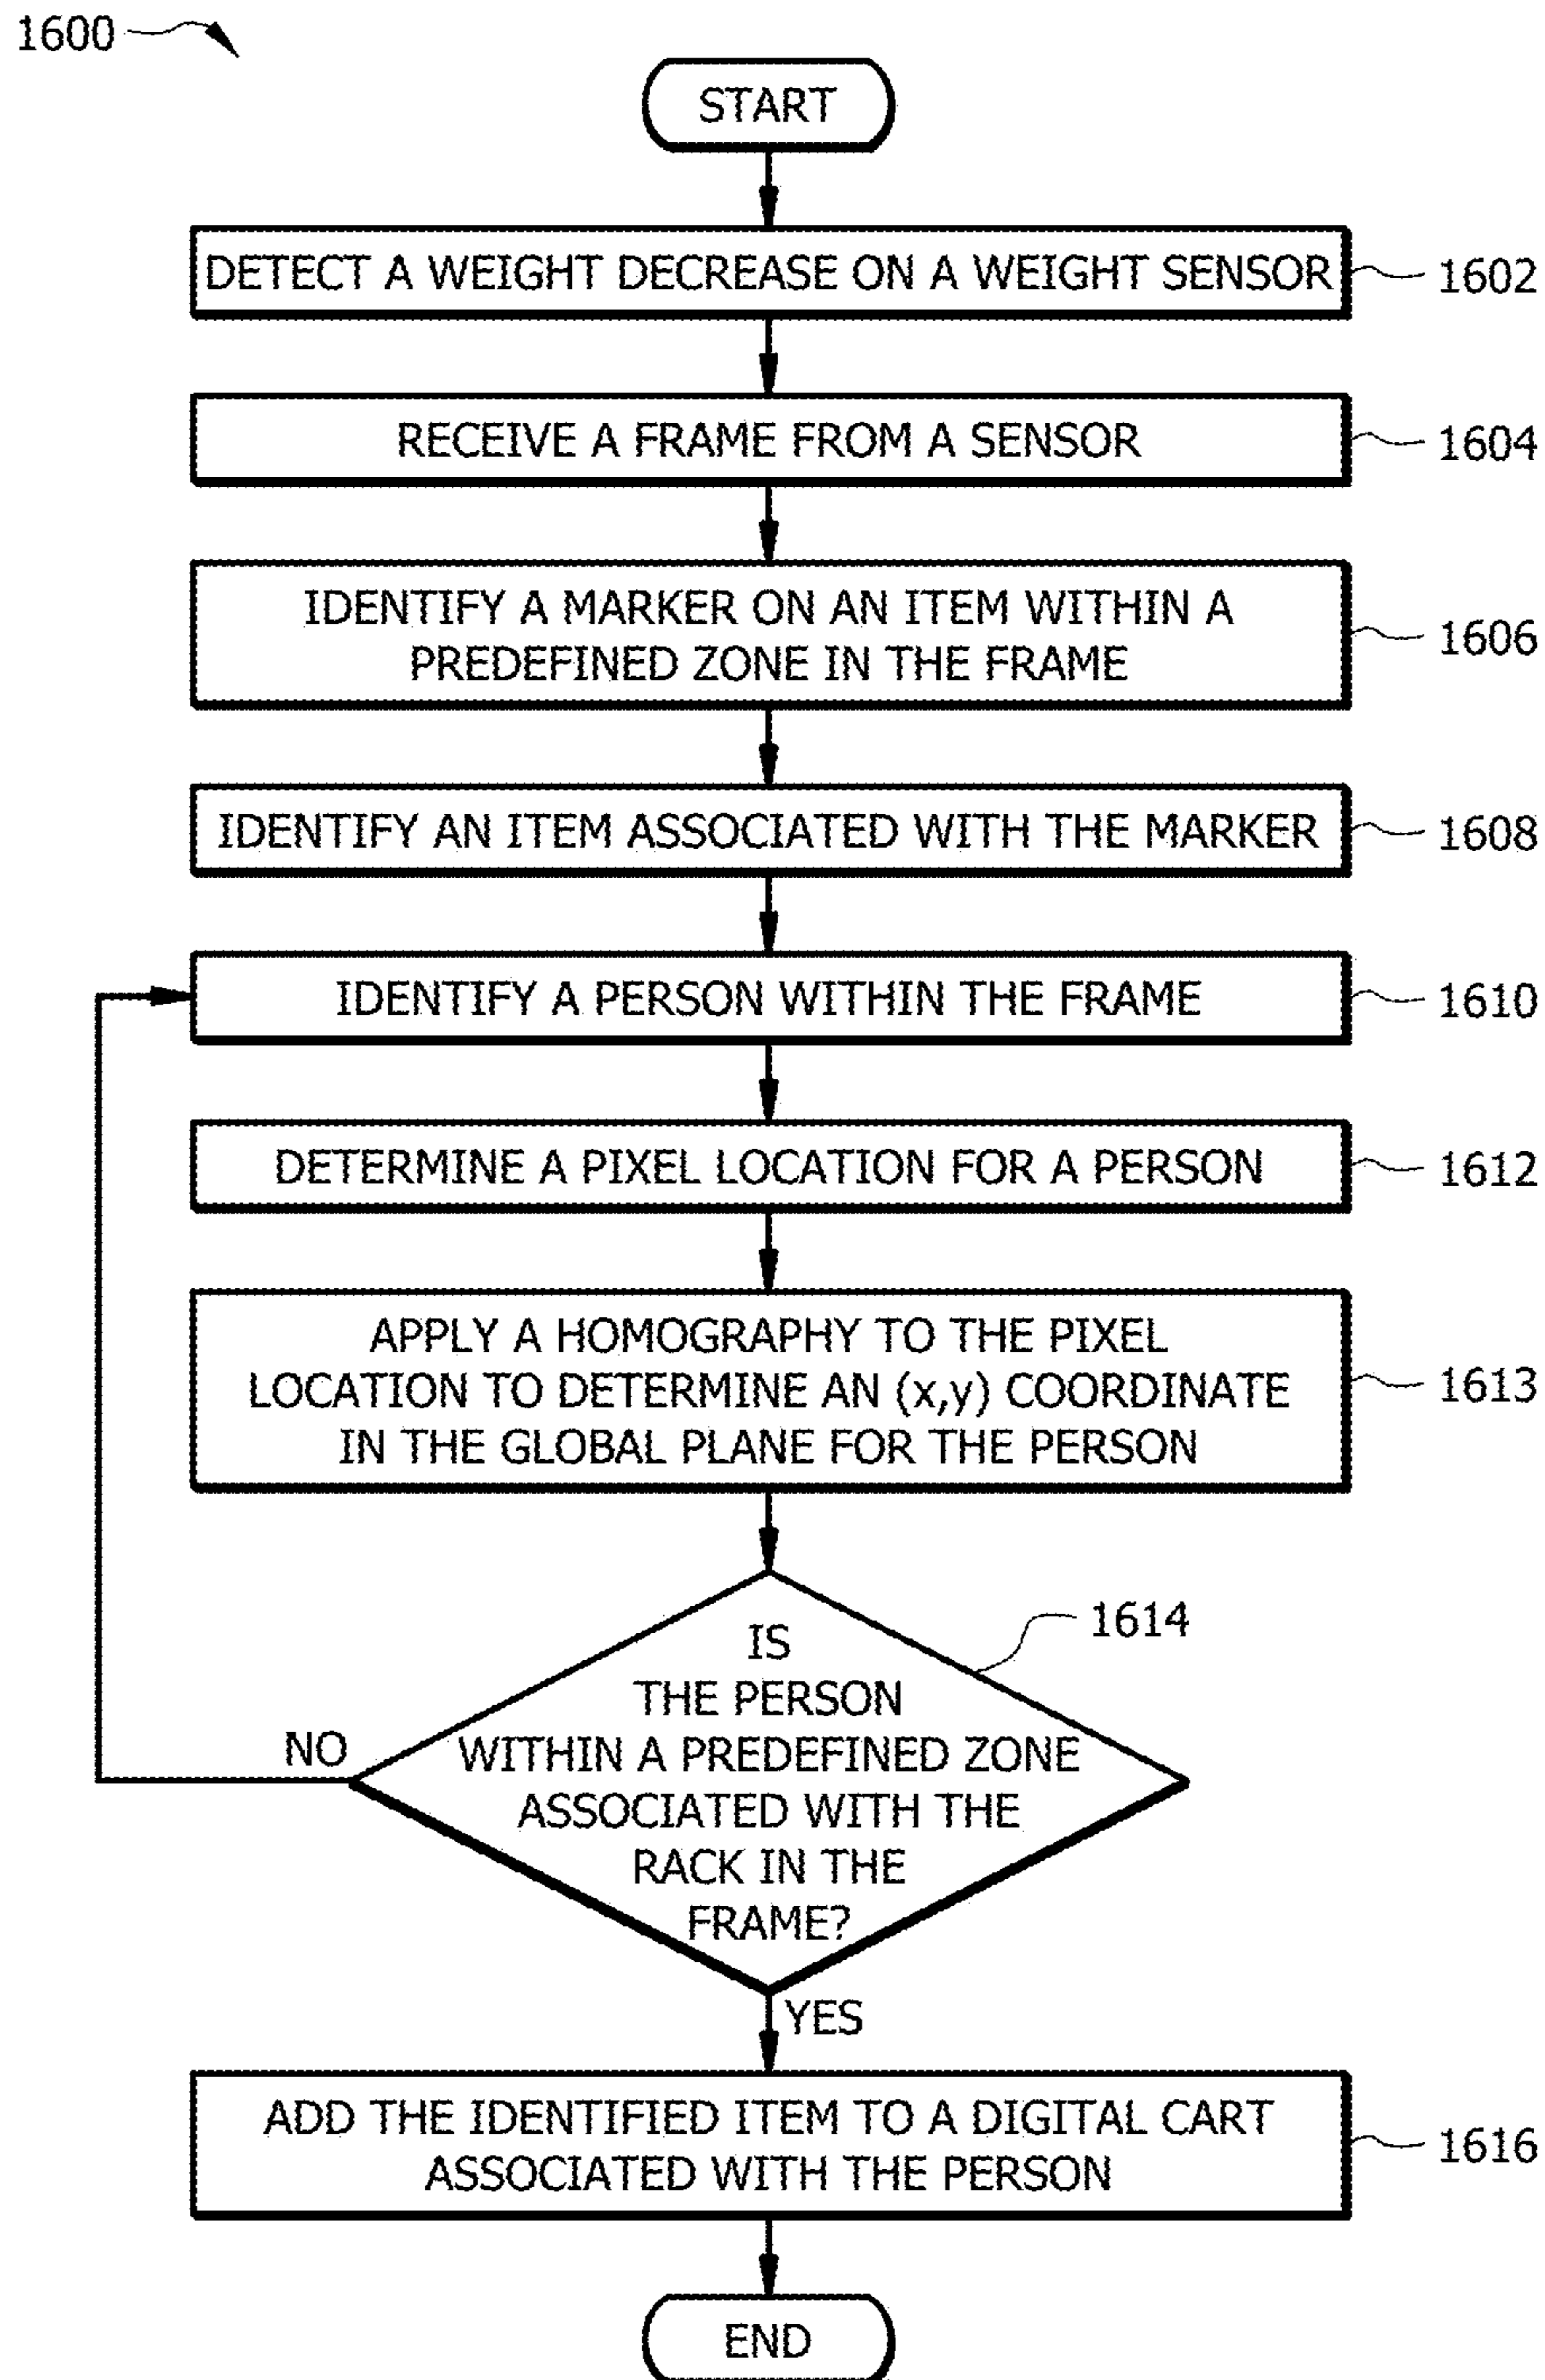 1600
START
DETECT A WEIGHT DECREASE ON A WEIGHT SENSOR
1602
RECEIVE A FRAME FROM A SENSOR
1604
IDENTIFY A MARKER ON AN ITEM WITHIN A
PREDEFINED ZONE IN THE FRAME
1606
IDENTIFY AN ITEM ASSOCIATED WITH THE MARKER
1608
IDENTIFY A PERSON WITHIN THE FRAME
1610
DETERMINE A PIXEL LOCATION FOR A PERSON
1612
APPLY A HOMOGRAPHY TO THE PIXEL
LOCATION TO DETERMINE AN (x,y) COORDINATE
IN THE GLOBAL PLANE FOR THE PERSON
1613
IS
THE PERSON
WITHIN A PREDEFINED ZONE
ASSOCIATED WITH THE
RACK IN THE
FRAME?
1614
NO
YES
ADD THE IDENTIFIED ITEM TO A DIGITAL CART
ASSOCIATED WITH THE PERSON
1616
END